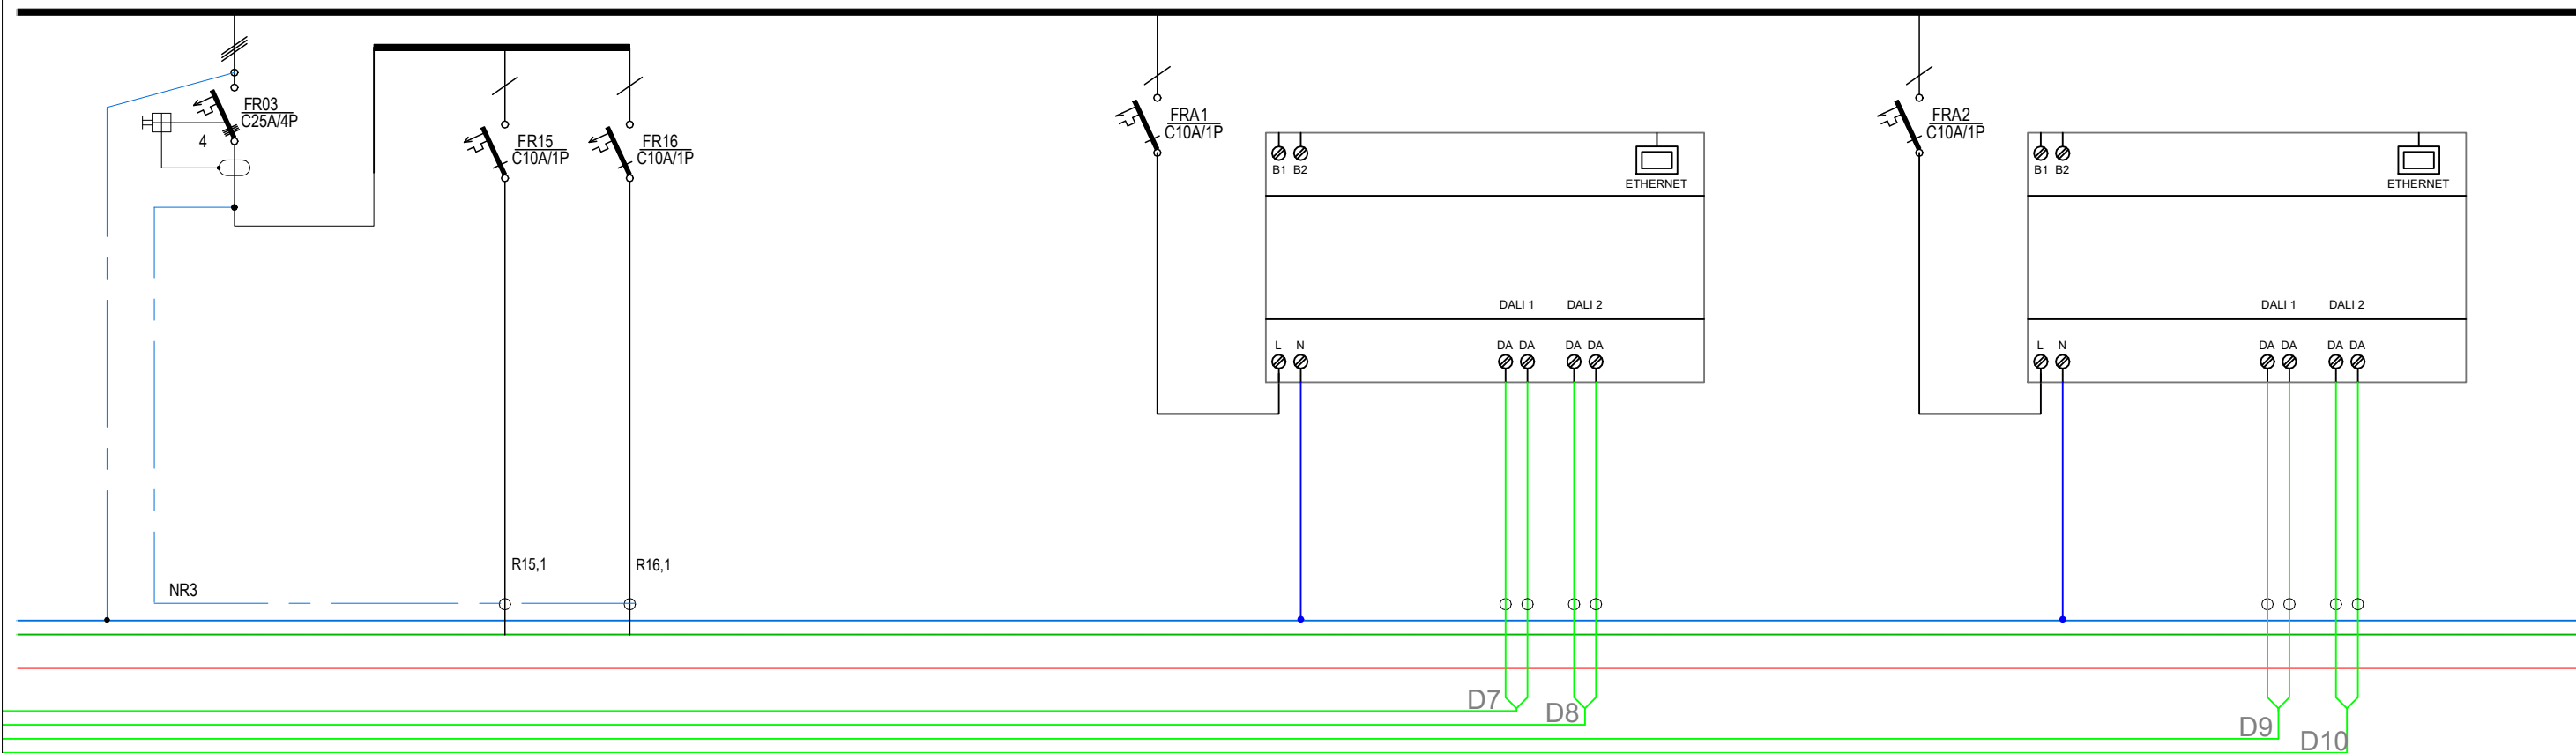 FR03
C25A/4P
4
FR15
C10A/1P
FR16
C10A/1P
R15,1
R16,1
NR3
FRA1
C10A/1P
B1 B2
ETHERNET
DALI 1 DALI 2
L N DA DA DA DA
D7
D8
FRA2
C10A/1P
B1 B2
ETHERNET
DALI 1 DALI 2
L N DA DA DA DA
D9
D10